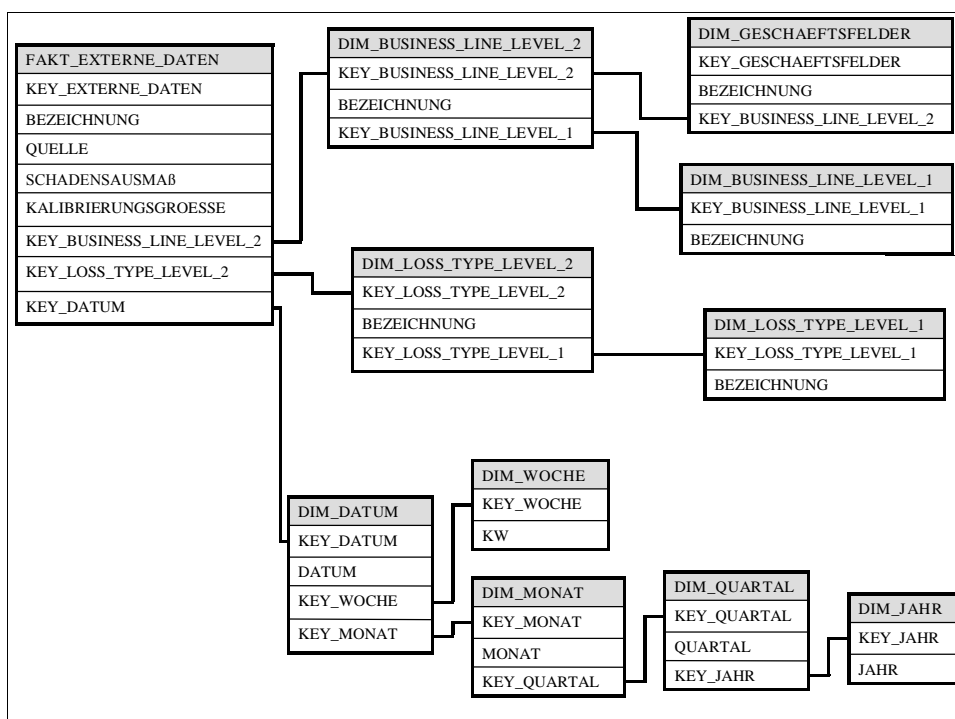 FAKT_EXTERNE_DATEN
KEY_EXTERNE_DATEN
BEZEICHNUNG
QUELLE
SCHADENSAUSMAß
KALIBRIERUNGSGROESSE
KEY_BUSINESS_LINE_LEVEL_2
KEY_LOSS_TYPE_LEVEL_2
KEY_DATUM
DIM_BUSINESS_LINE_LEVEL_2
KEY_BUSINESS_LINE_LEVEL_2
BEZEICHNUNG
KEY_BUSINESS_LINE_LEVEL_1
DIM_GESCHAEFTSFELDER
KEY_GESCHAEFTSFELDER
BEZEICHNUNG
KEY_BUSINESS_LINE_LEVEL_2
DIM_BUSINESS_LINE_LEVEL_1
KEY_BUSINESS_LINE_LEVEL_1
BEZEICHNUNG
DIM_LOSS_TYPE_LEVEL_2
KEY_LOSS_TYPE_LEVEL_2
BEZEICHNUNG
KEY_LOSS_TYPE_LEVEL_1
DIM_LOSS_TYPE_LEVEL_1
KEY_LOSS_TYPE_LEVEL_1
BEZEICHNUNG
DIM_DATUM
KEY_DATUM
DATUM
KEY_WOCHE
KEY_MONAT
DIM_WOCHE
KEY_WOCHE
KW
DIM_MONAT
KEY_MONAT
MONAT
KEY_QUARTAL
DIM_QUARTAL
KEY_QUARTAL
QUARTAL
KEY_JAHR
DIM_JAHR
KEY_JAHR
JAHR